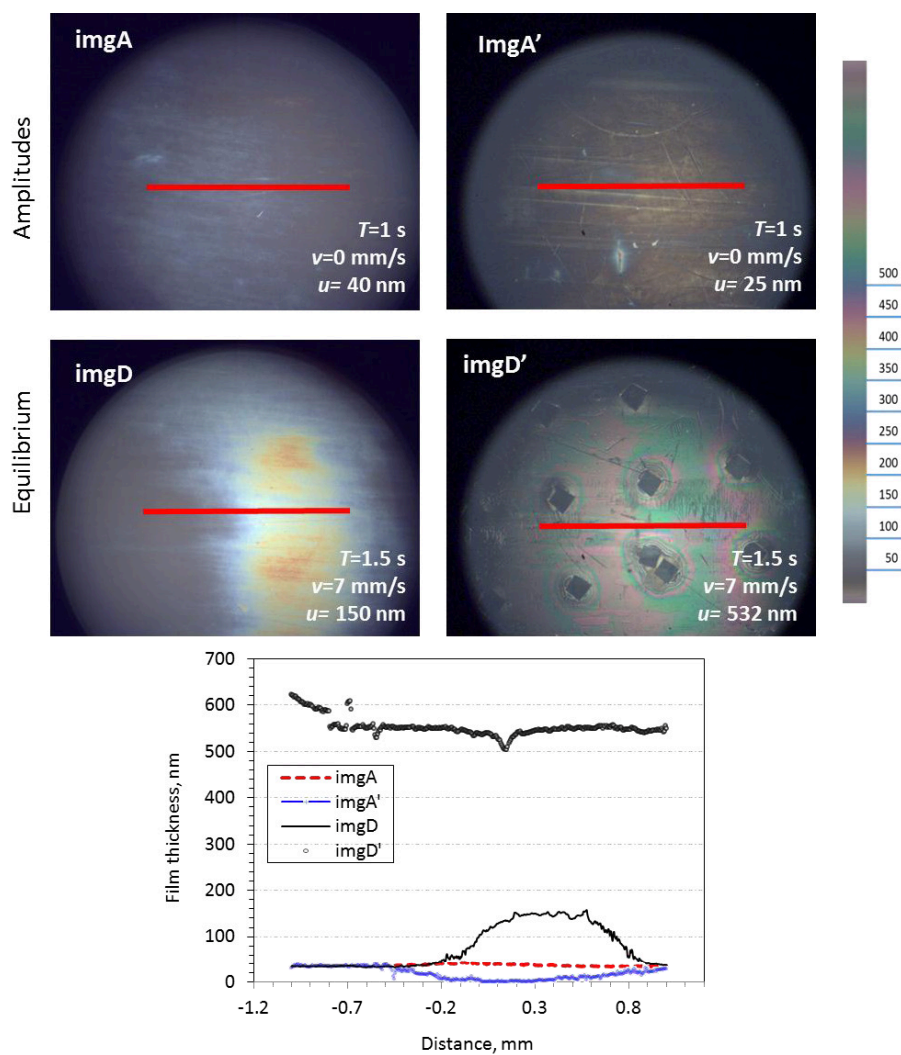 imgA
ImgA’
Amplitudes
T=1 s
v=0 mm/s
u= 40 nm
T=1 s
v=0 mm/s
u= 25 nm
imgD
imgD’
Equilibrium
T=1.5 s
v=7 mm/s
u= 150 nm
T=1.5 s
v=7 mm/s
u= 532 nm
500
450
400
350
300
250
200
150
100
50
700
600
500
400
300
200
100
0
Film thickness, nm
imgA
imgA'
imgD
imgD'
-1.2
-0.7
-0.2
0.3
0.8
Distance, mm